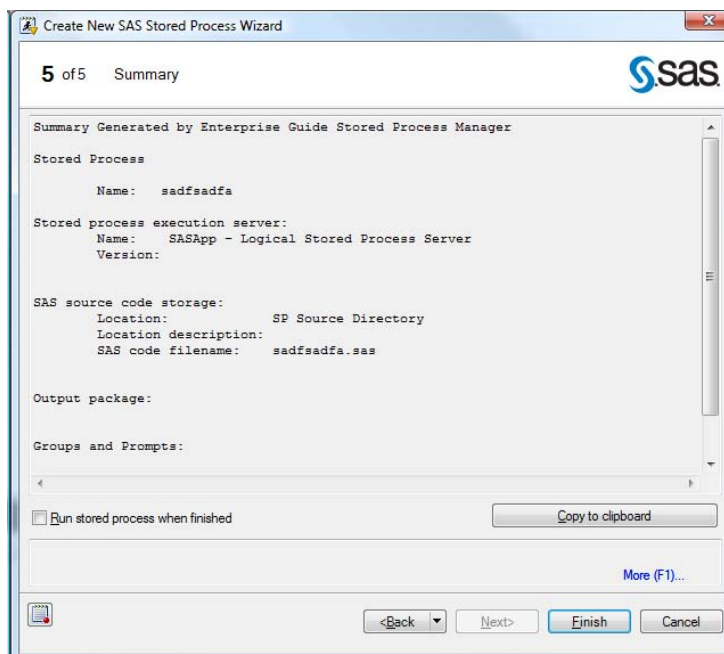 Create New SAS Stored Process Wizard
5 of 5 Summary
sas
Summary Generated by Enterprise Guide Stored Process Manager
Stored Process
Name: sadfsadfa
Stored process execution server:
Name: SASApp - Logical Stored Process Server
Version:
SAS source code storage:
Location: SP Source Directory
Location description:
SAS code filename: sadfsadfa.sas
Output package:
Groups and Prompts:
Run stored process when finished
Copy to clipboard
More (F1)...
<Back
Next>
Finish
Cancel